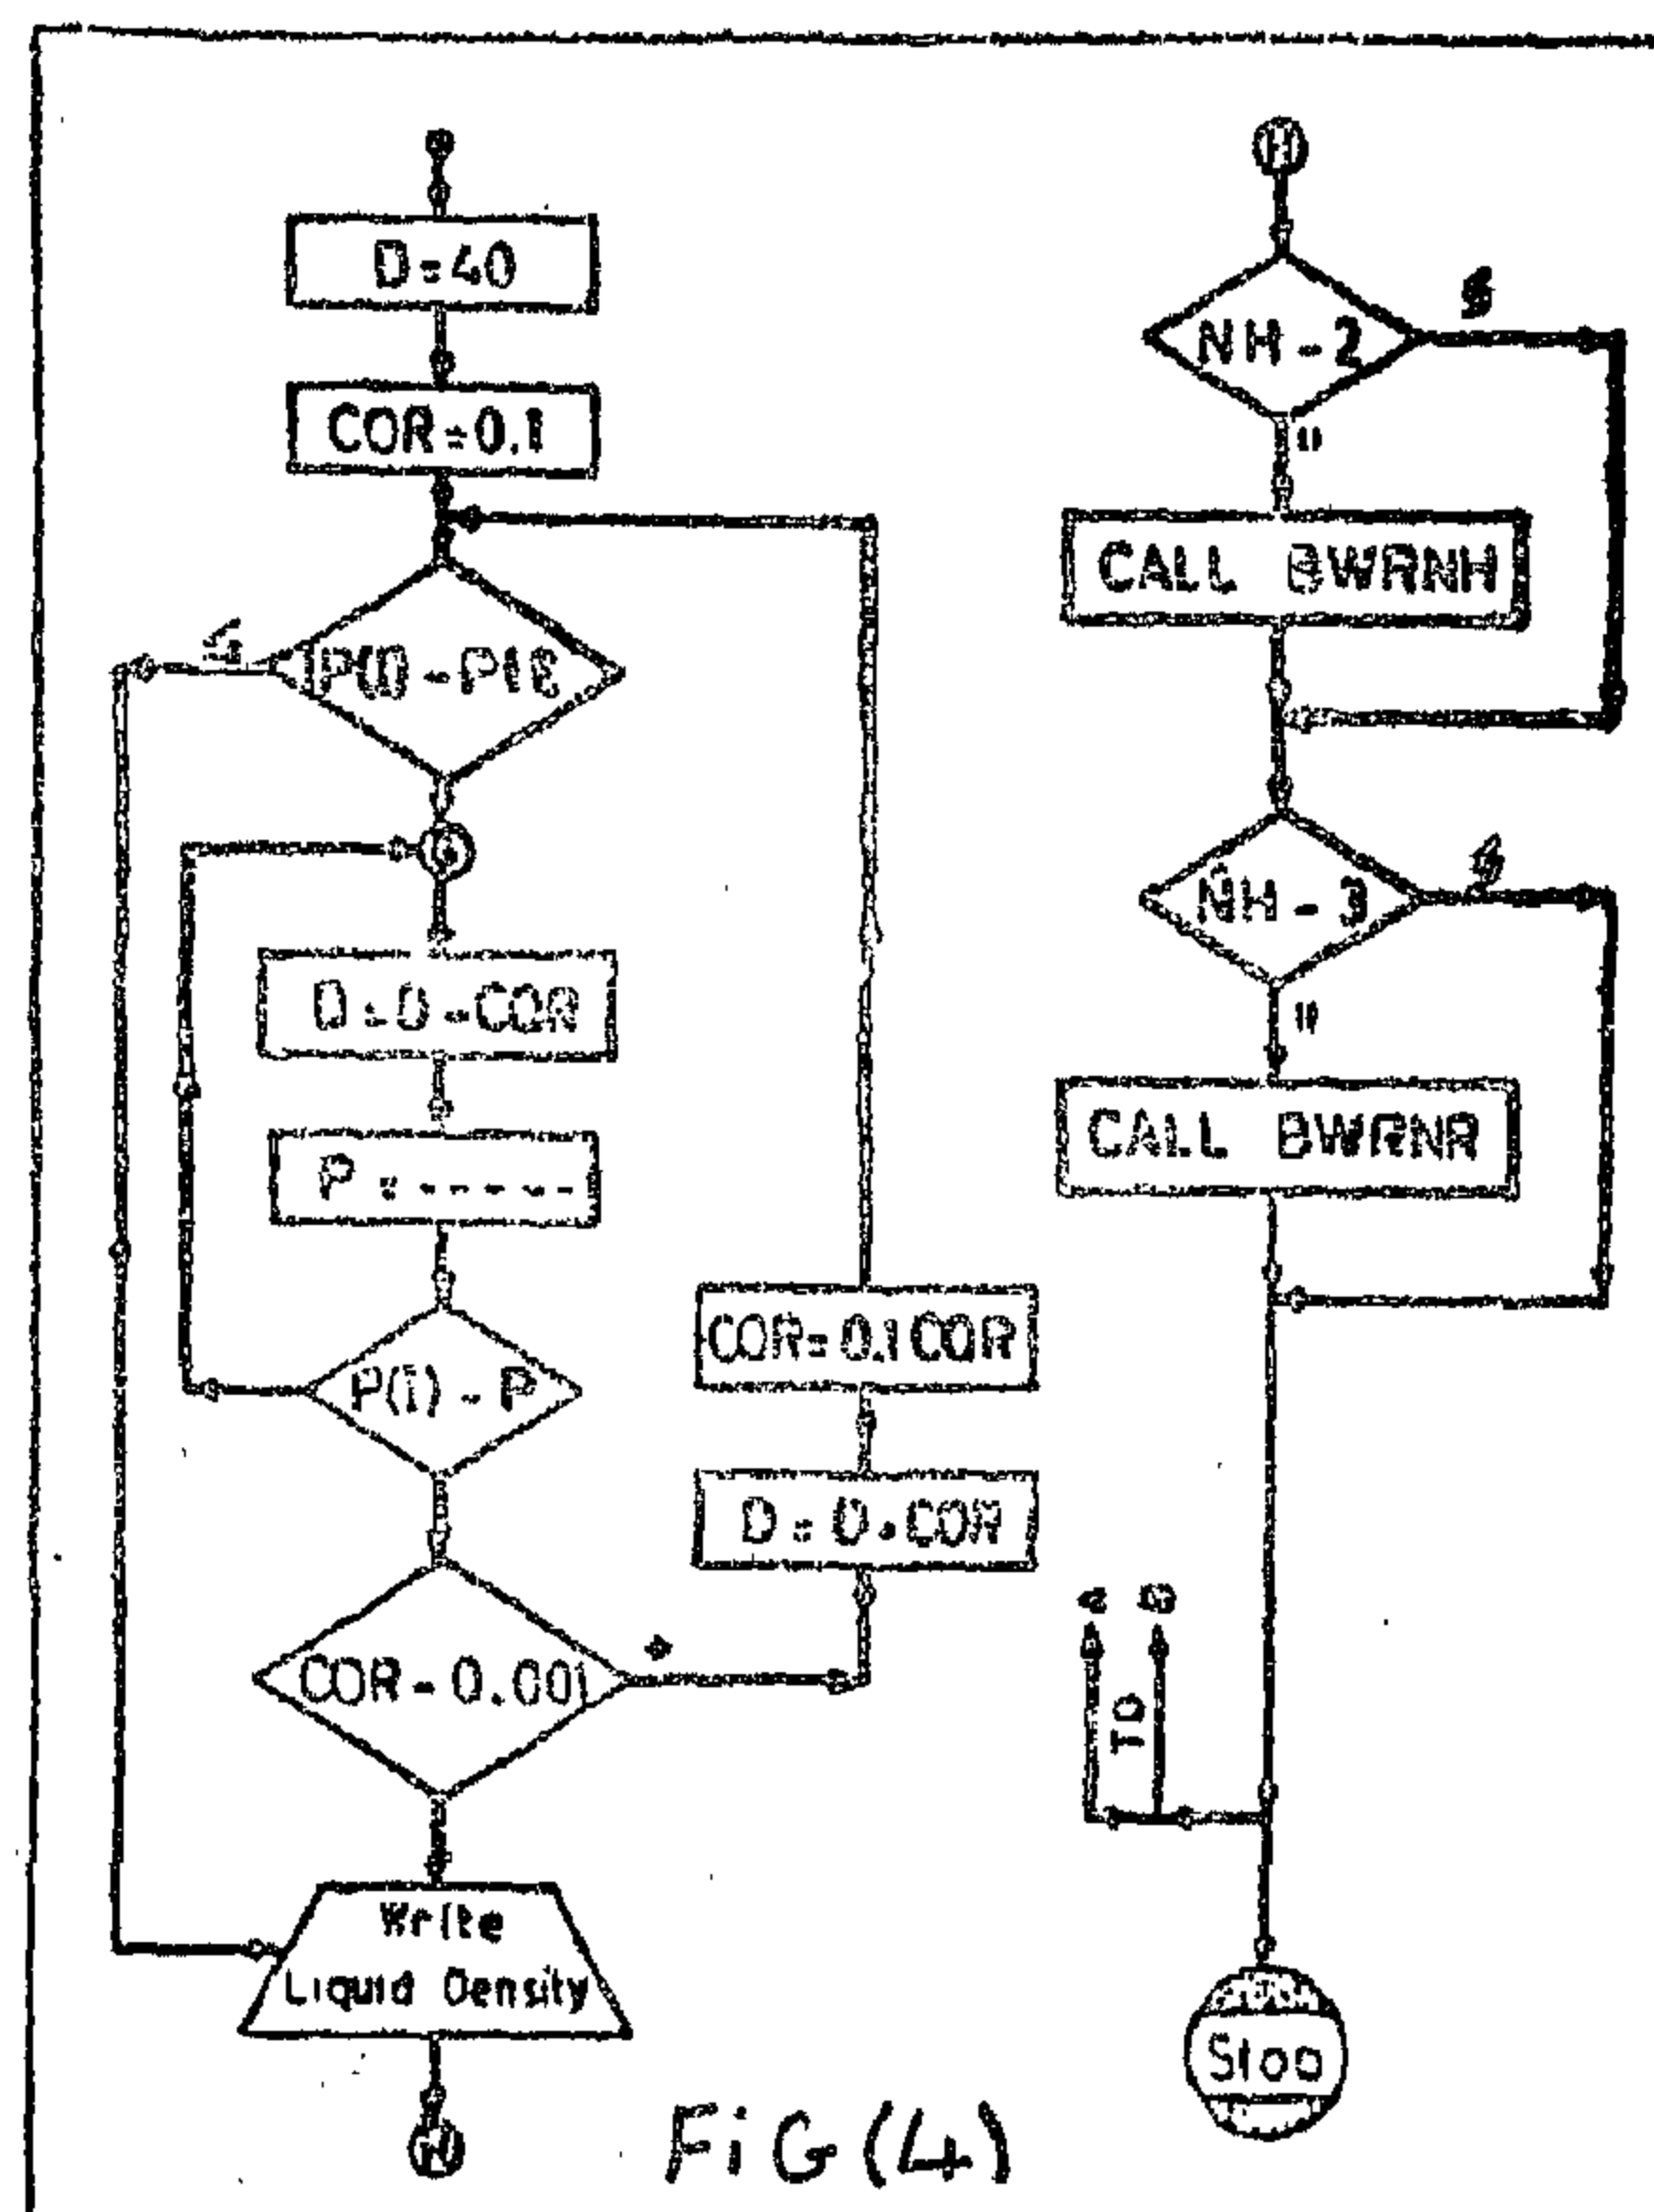 D=40
COR=0.1
P(I)-P
D=D-COR
P=-----
P(i)-P
COR-0.001
COR=0.1COR
Write
Liquid Density
H
NH-2
=
CALL BWRNH
NH-3
=
CALL BWRNR
TO
Stop
FiG(4)